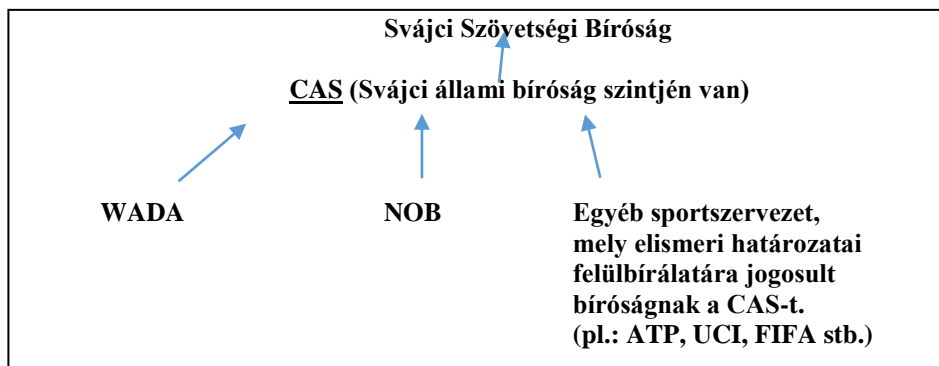 Svájci Szövetségi Bíróság
CAS (Svájci állami bíróság szintjén van)
WADA
NOB
Egyéb sportszervezet,
mely elismeri határozatai
felülbírálatára jogosult
bíróságnak a CAS-t.
(pl.: ATP, UCI, FIFA stb.)